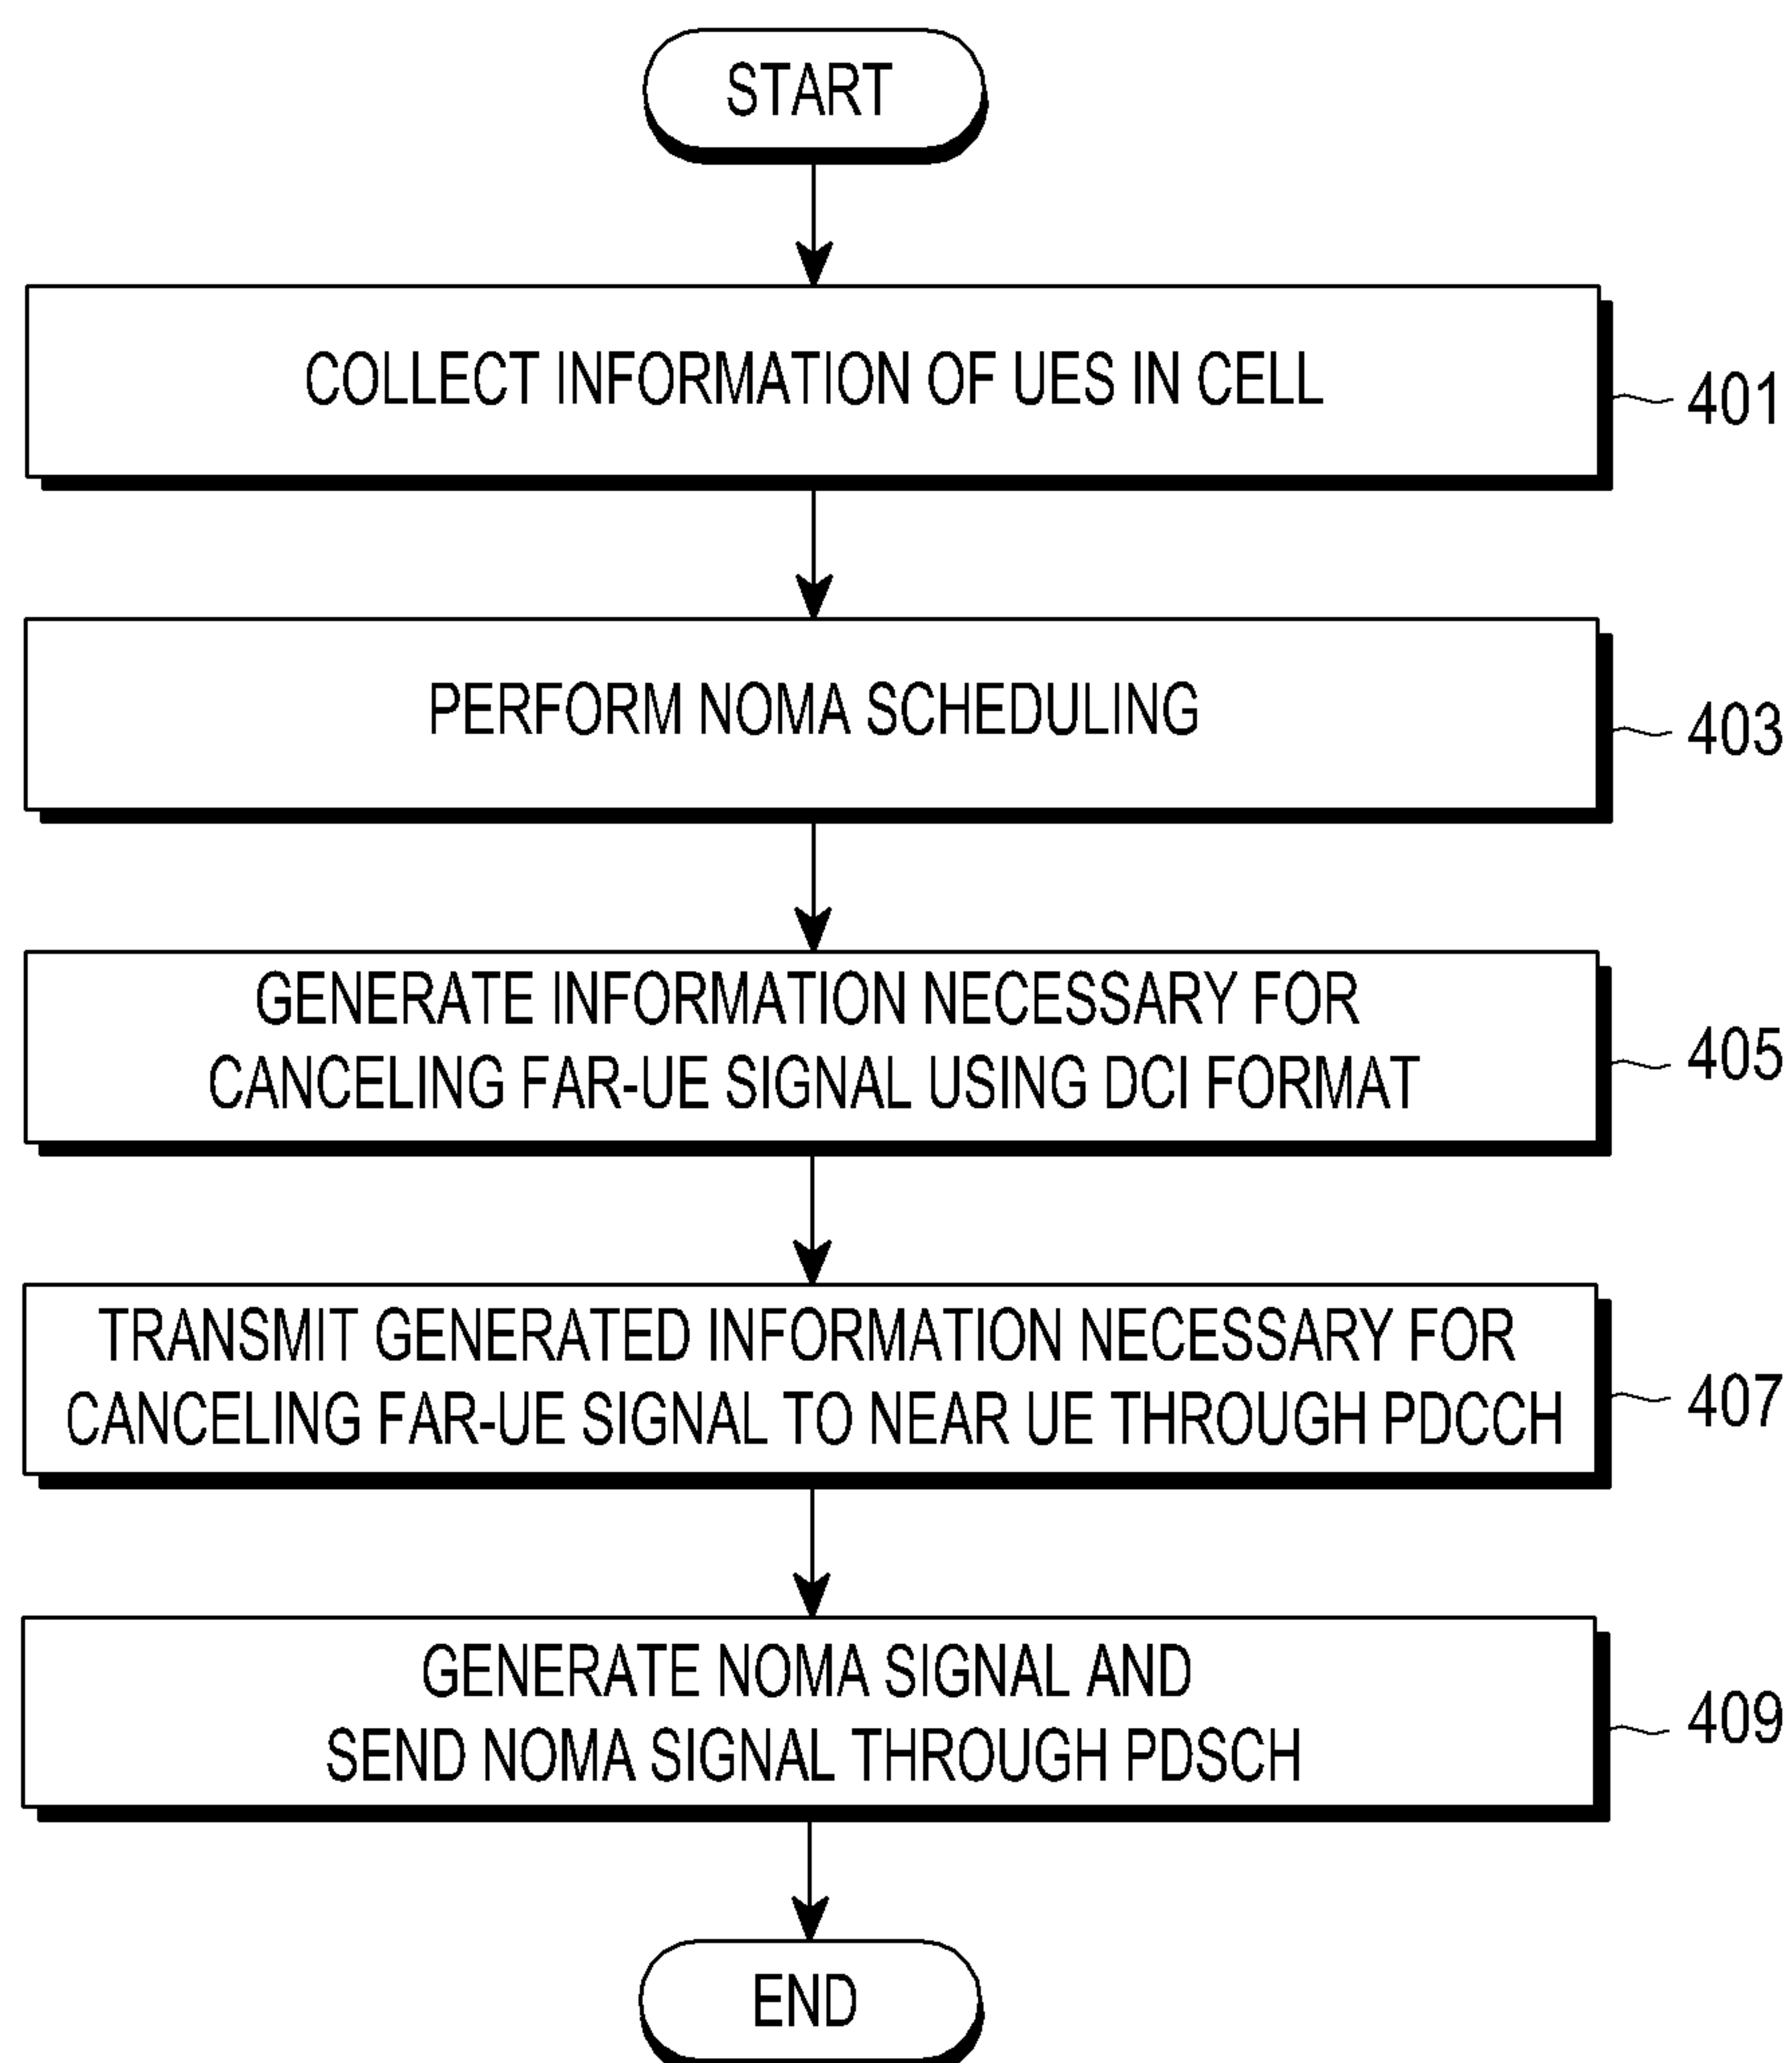 START
COLLECT INFORMATION OF UES IN CELL
401
PERFORM NOMA SCHEDULING
403
GENERATE INFORMATION NECESSARY FOR
CANCELING FAR-UE SIGNAL USING DCI FORMAT
405
TRANSMIT GENERATED INFORMATION NECESSARY FOR
CANCELING FAR-UE SIGNAL TO NEAR UE THROUGH PDCCH
407
GENERATE NOMA SIGNAL AND
SEND NOMA SIGNAL THROUGH PDSCH
409
END